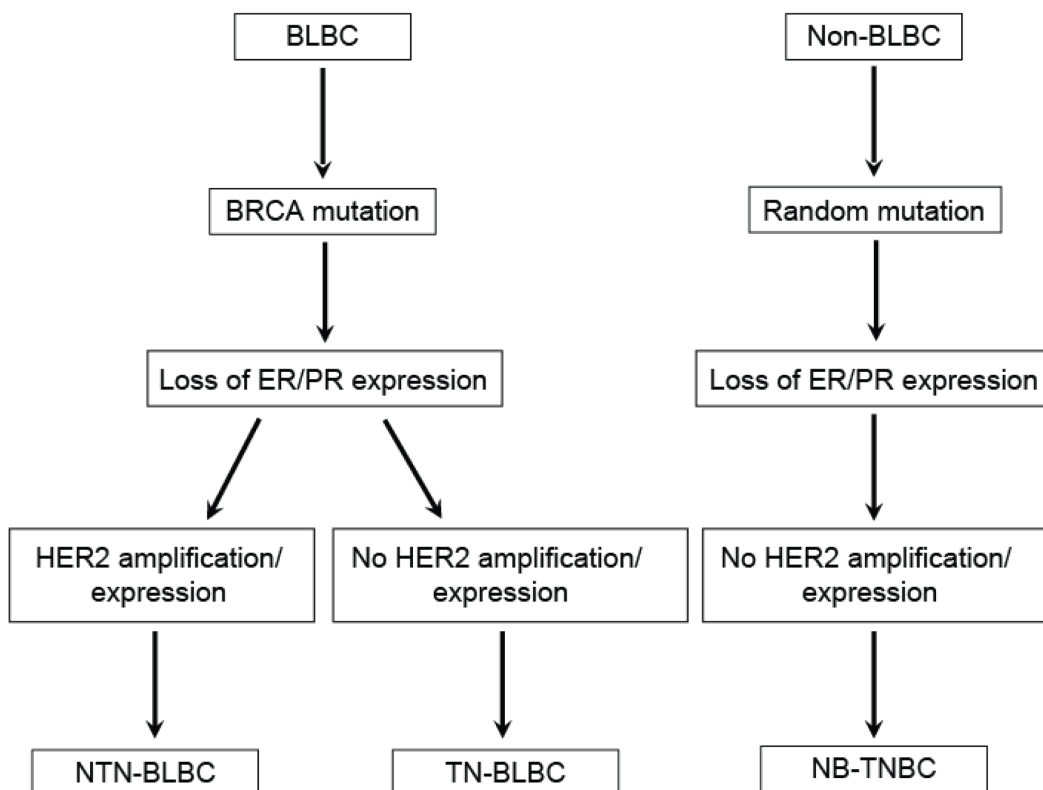 BLBC
Non-BLBC
BRCA mutation
Random mutation
Loss of ER/PR expression
Loss of ER/PR expression
HER2 amplification/
expression
No HER2 amplification/
expression
No HER2 amplification/
expression
NTN-BLBC
TN-BLBC
NB-TNBC